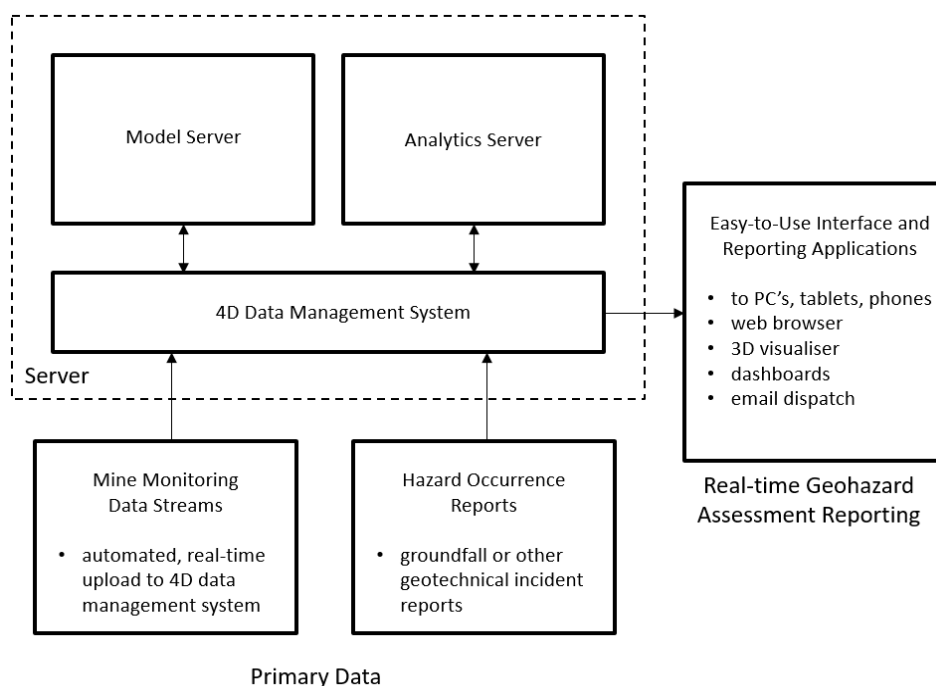 Model Server
Analytics Server
4D Data Management System
Server
Mine Monitoring
Data Streams
• automated, real-time
upload to 4D data
management system
Hazard Occurrence
Reports
• groundfall or other
geotechnical incident
reports
Primary Data
Easy-to-Use Interface and
Reporting Applications
• to PC's, tablets, phones
• web browser
• 3D visualiser
• dashboards
• email dispatch
Real-time Geohazard
Assessment Reporting